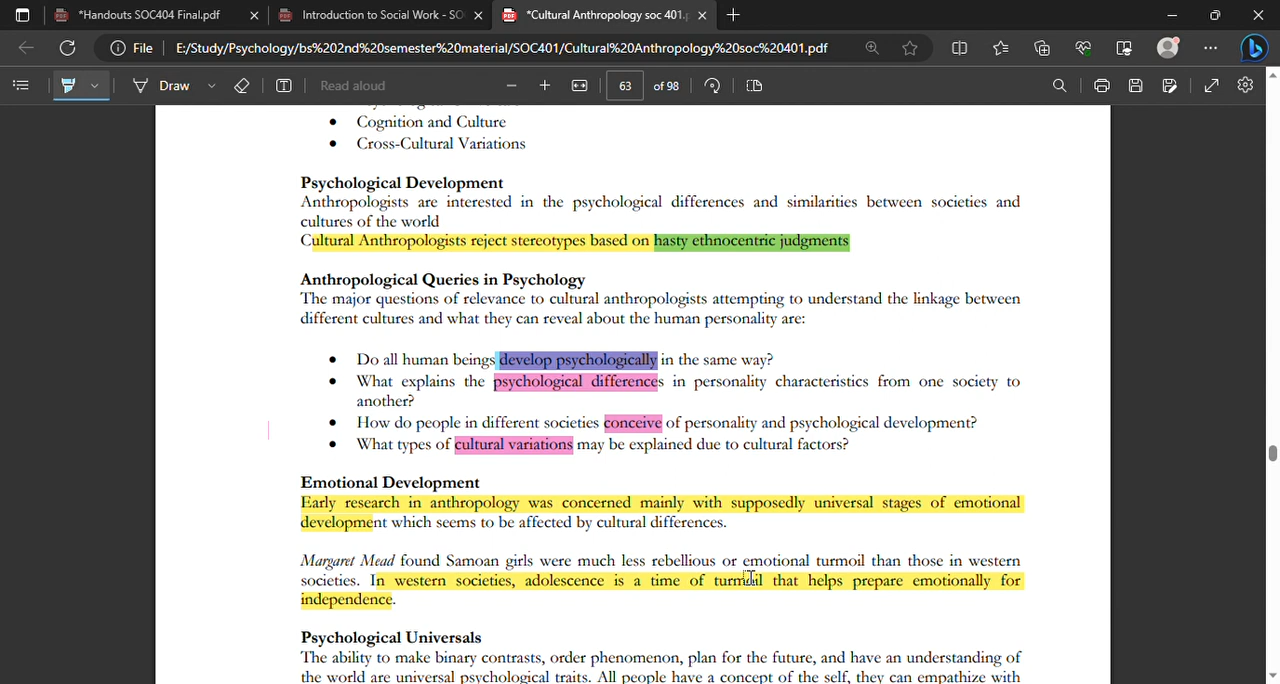 *Handouts SOC404 Final.pdf
Introduction to Social Work - SO
*Cultural Anthropology soc 401.
File
E:/Study/Psychology/bs%202nd%20semester%20material/SOC401/Cultural%20Anthropology%20soc%20401.pdf
Draw
Read aloud
63 of 98
• Cognition and Culture
• Cross-Cultural Variations
Psychological Development
Anthropologists are interested in the psychological differences and similarities between societies and
cultures of the world
Cultural Anthropologists reject stereotypes based on hasty ethnocentric judgments
Anthropological Queries in Psychology
The major questions of relevance to cultural anthropologists attempting to understand the linkage between
different cultures and what they can reveal about the human personality are:
• Do all human beings develop psychologically in the same way?
• What explains the psychological differences in personality characteristics from one society to
another?
• How do people in different societies conceive of personality and psychological development?
• What types of cultural variations may be explained due to cultural factors?
Emotional Development
Early research in anthropology was concerned mainly with supposedly universal stages of emotional
development which seems to be affected by cultural differences.
Margaret Mead found Samoan girls were much less rebellious or emotional turmoil than those in western
societies. In western societies, adolescence is a time of turmoil that helps prepare emotionally for
independence.
Psychological Universals
The ability to make binary contrasts, order phenomenon, plan for the future, and have an understanding of
the world are universal psychological traits. All people have a concept of the self, they can empathize with